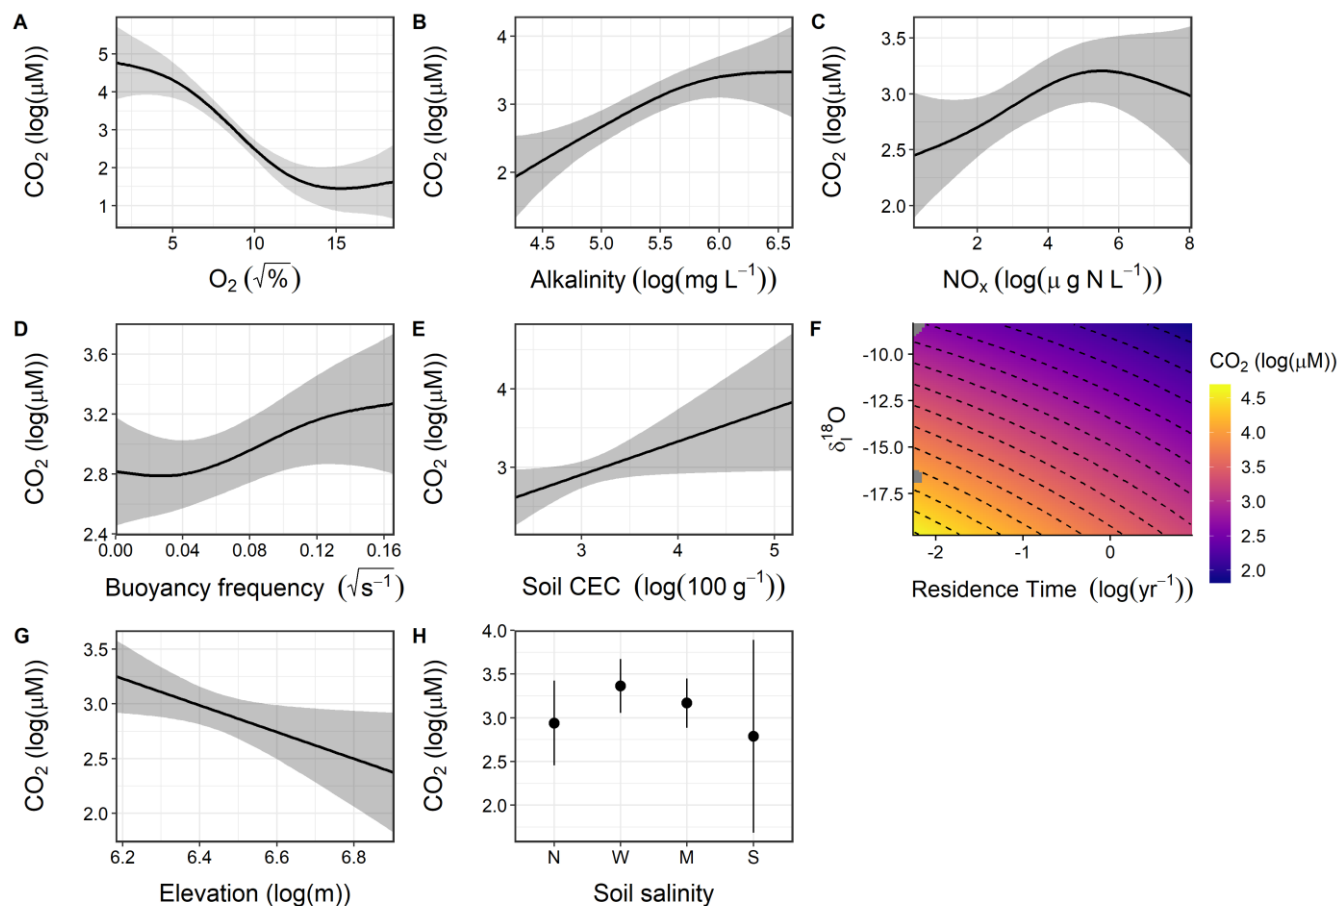 A
CO₂ (log(µM))
5
4
3
2
1
5 10 15
O₂ (√%)
B
CO₂ (log(µM))
4
3
2
4.5 5.0 5.5 6.0 6.5
Alkalinity (log(mg L⁻¹))
C
CO₂ (log(µM))
3.5
3.0
2.5
2.0
2 4 6 8
NOₓ (log(µ g N L⁻¹))
D
CO₂ (log(µM))
3.6
3.2
2.8
2.4
0.00 0.04 0.08 0.12 0.16
Buoyancy frequency (√s⁻¹)
E
CO₂ (log(µM))
4
3
3 4 5
Soil CEC (log(100 g⁻¹))
F
δ<sub>I</sub>¹⁸O
-10.0
-12.5
-15.0
-17.5
-2 -1 0
Residence Time (log(yr⁻¹))
CO₂ (log(µM))
4.5
4.0
3.5
3.0
2.5
2.0
G
CO₂ (log(µM))
3.5
3.0
2.5
2.0
6.2 6.4 6.6 6.8
Elevation (log(m))
H
CO₂ (log(µM))
4.0
3.5
3.0
2.5
2.0
N W M S
Soil salinity